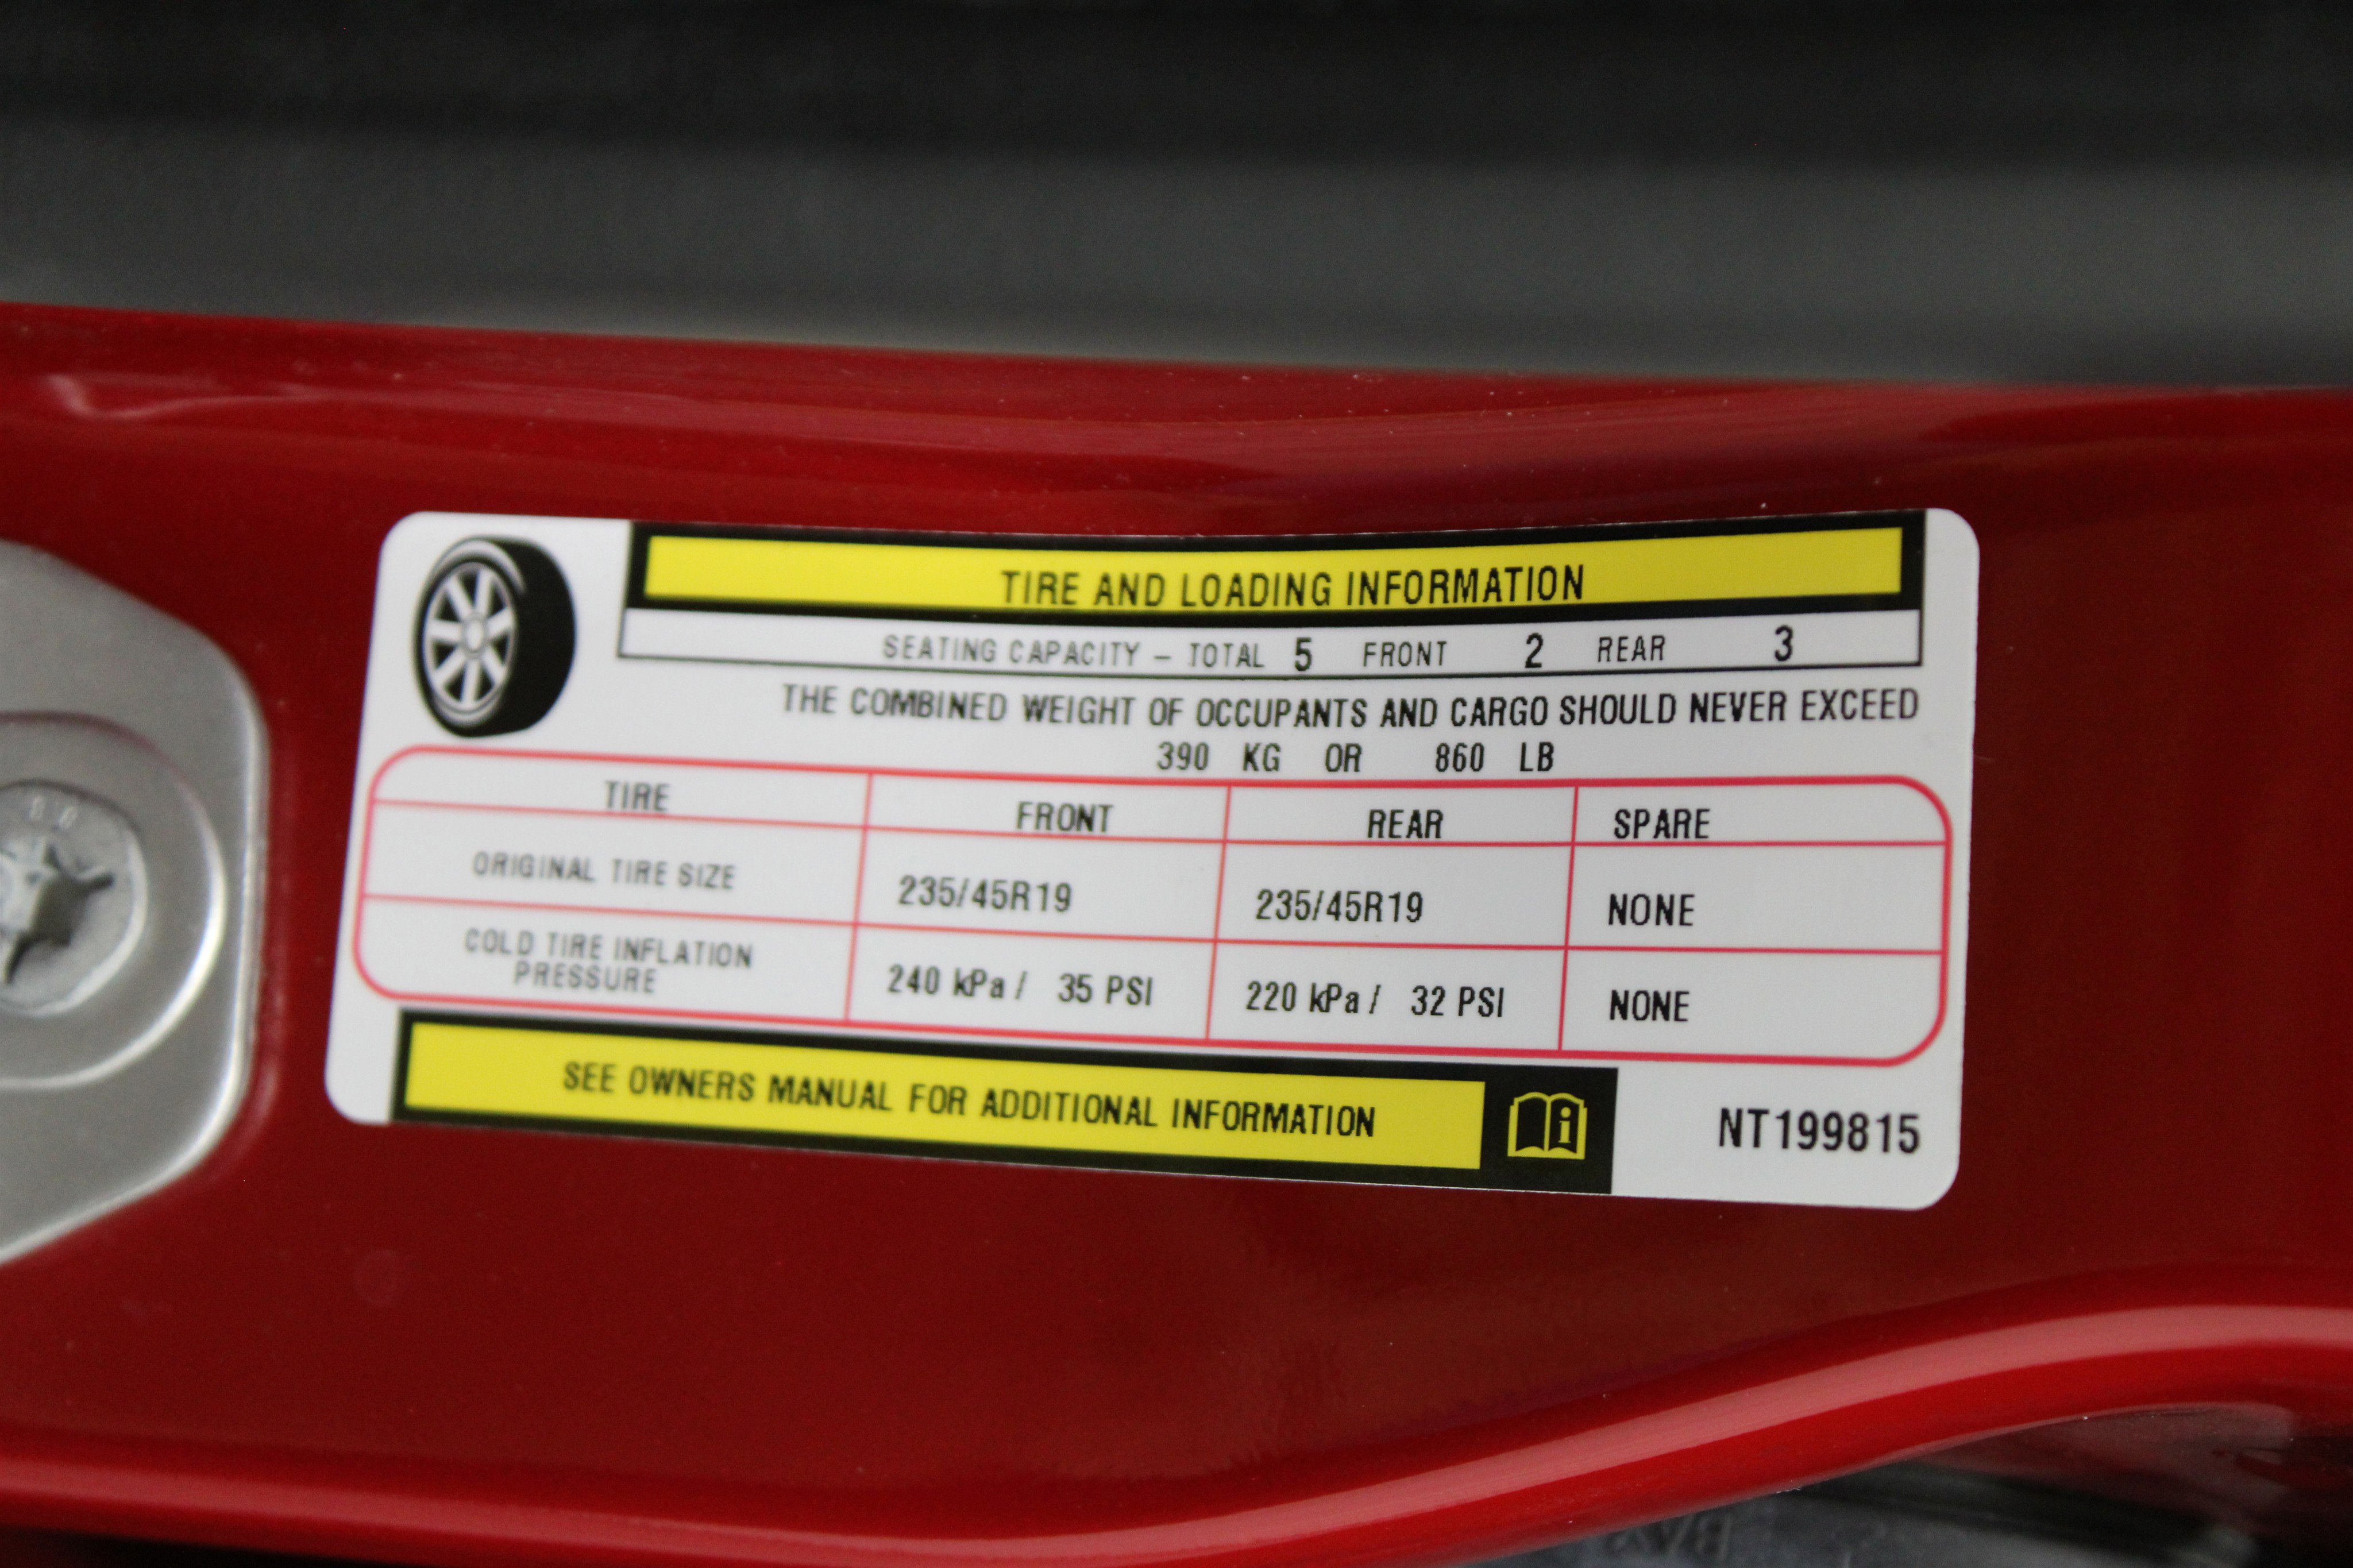 TIRE AND LOADING INFORMATION
SEATING CAPACITY – TOTAL 5 FRONT 2 REAR 3
THE COMBINED WEIGHT OF OCCUPANTS AND CARGO SHOULD NEVER EXCEED
390 KG OR 860 LB
TIRE FRONT REAR SPARE
ORIGINAL TIRE SIZE 235/45R19 235/45R19 NONE
COLD TIRE INFLATION
PRESSURE 240 kPa / 35 PSI 220 kPa / 32 PSI NONE
SEE OWNERS MANUAL FOR ADDITIONAL INFORMATION
NT199815